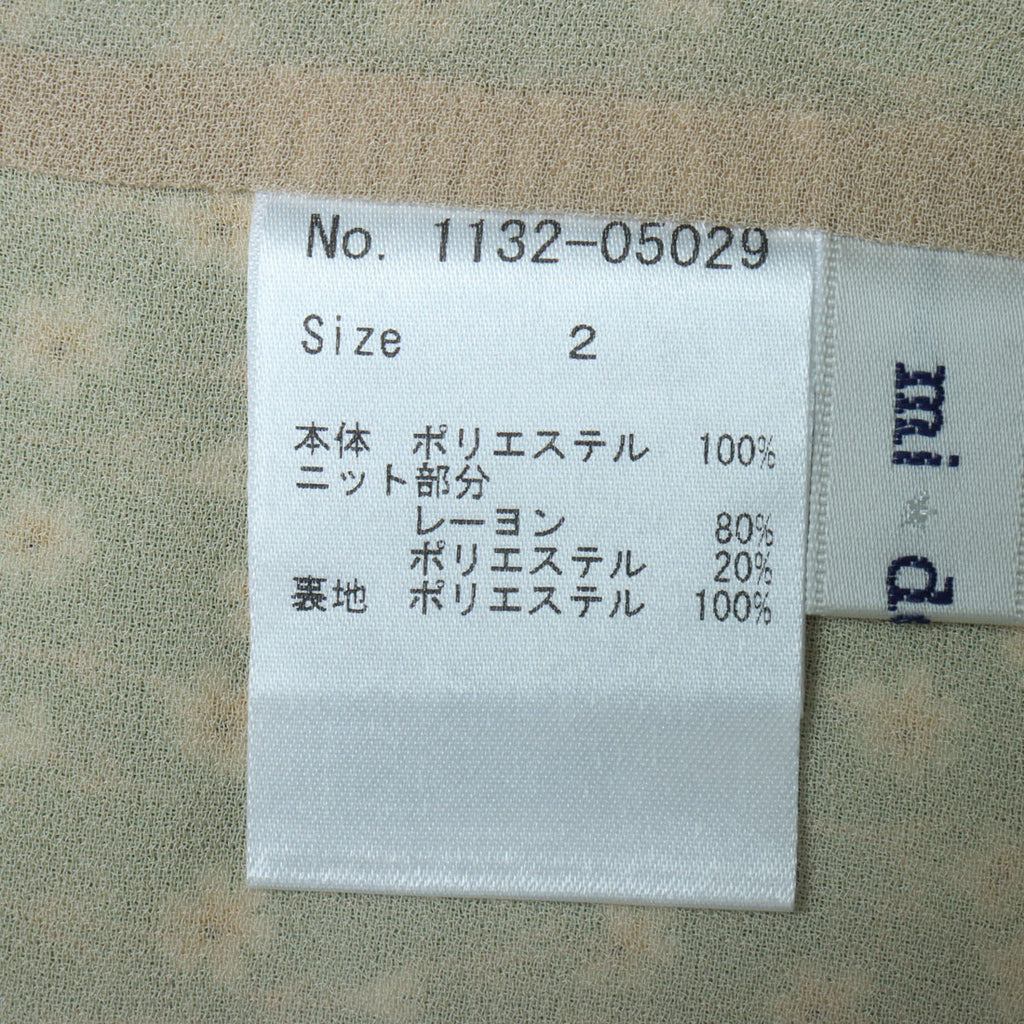 No. 1132-05029
Size 2
本体 ポリエステル 100%
ニット部分
レーヨン 80%
ポリエステル 20%
裏地 ポリエステル 100%
mi